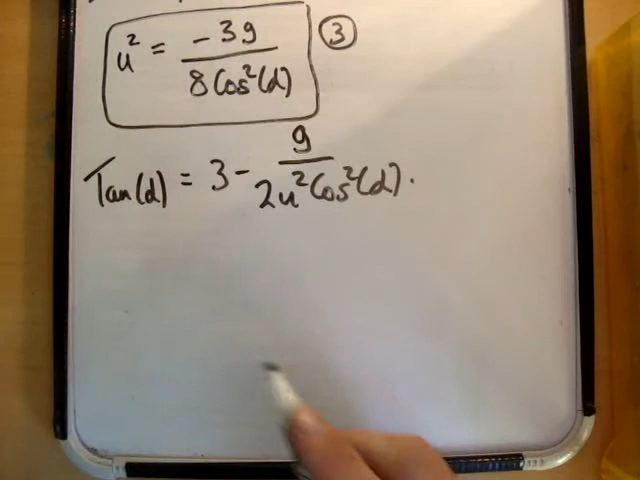 u² = -3g / 8Cos²(d) ③
Tan(d) = 3 - g / 2u²Cos²(d).